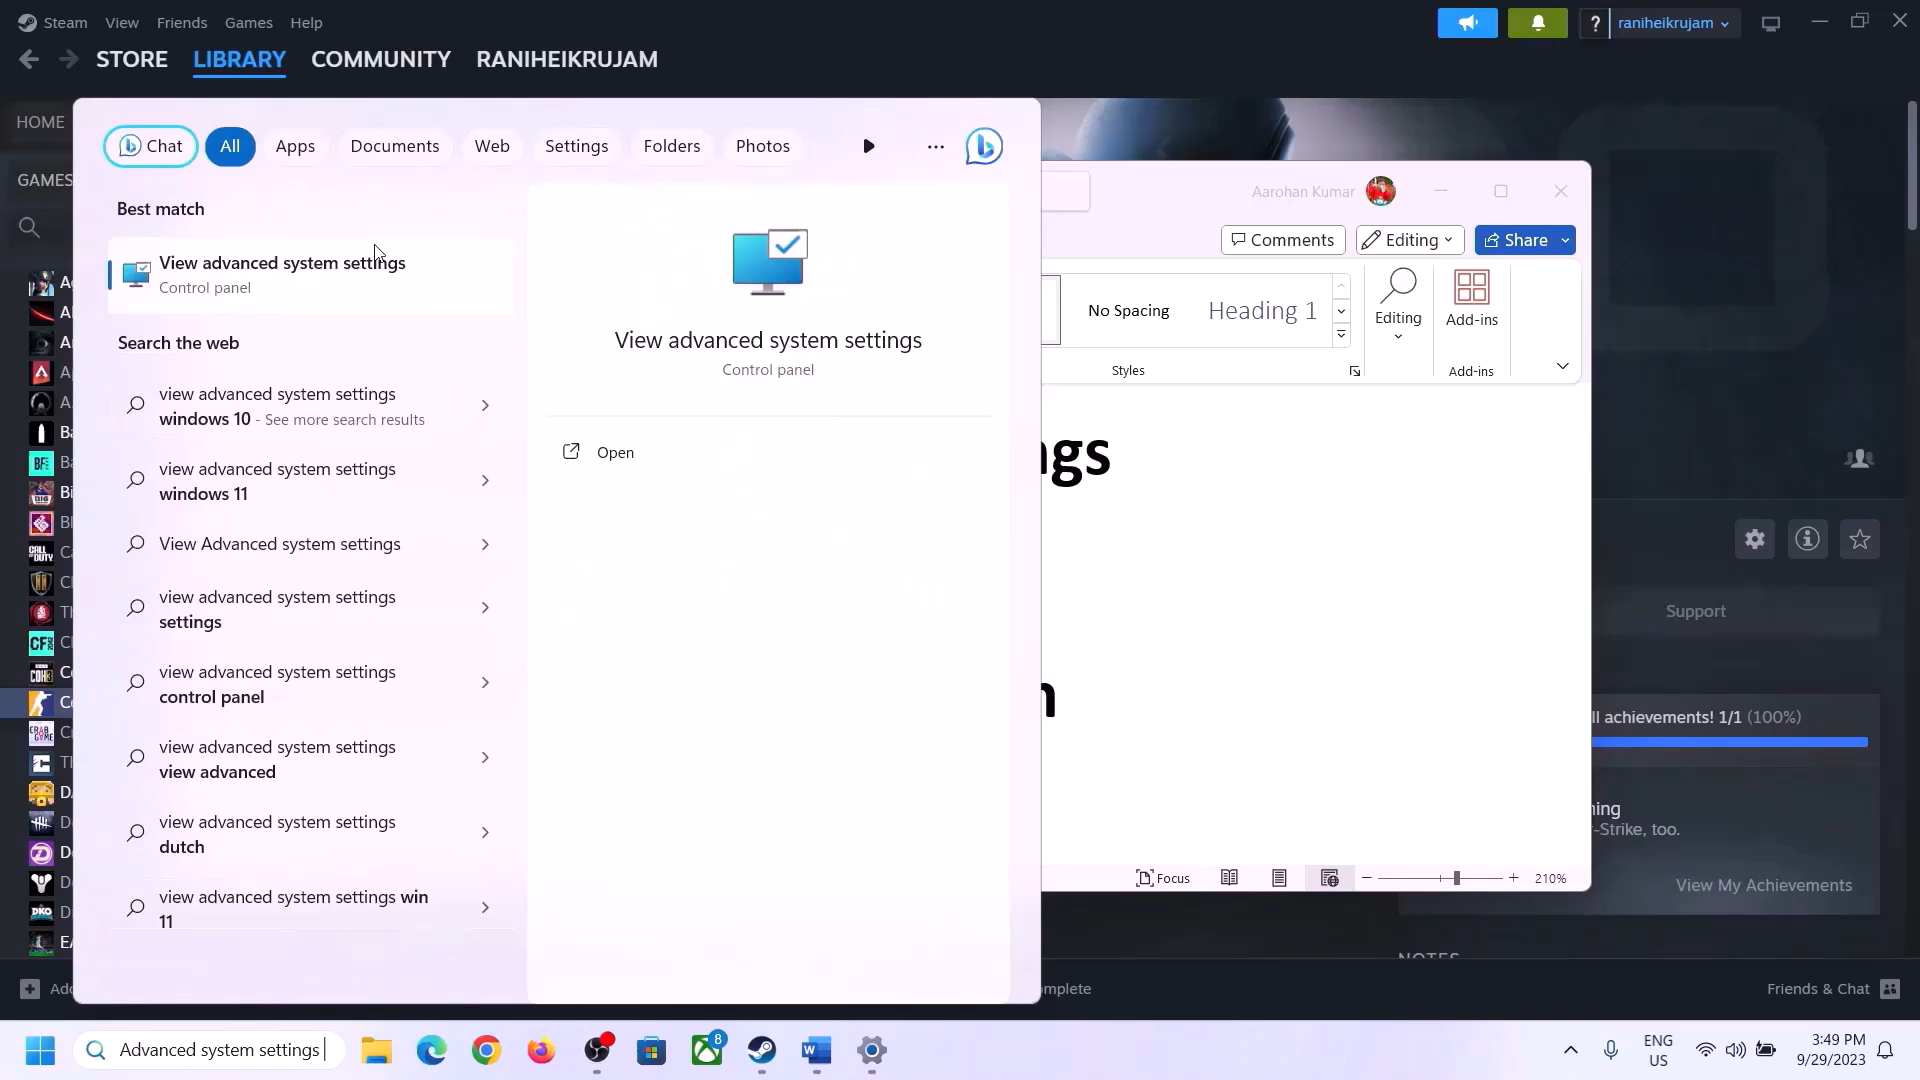 Steam View Friends Games Help
? raniheikrujam
STORE LIBRARY COMMUNITY RANIHEIKRUJAM
HOME
GAMES
Chat All Apps Documents Web Settings Folders Photos
Best match
View advanced system settings
Control panel
Search the web
view advanced system settings
windows 10 - See more search results
view advanced system settings
windows 11
View Advanced system settings
view advanced system settings
settings
view advanced system settings
control panel
view advanced system settings
view advanced
view advanced system settings
dutch
view advanced system settings win
11
View advanced system settings
Control panel
Open
Aarohan Kumar
Comments Editing Share
No Spacing Heading 1
Editing
Add-ins
Styles
Add-ins
ngs
n
Focus
210%
Support
ll achievements! 1/1 (100%)
-Strike, too.
View My Achievements
NOTES
Friends & Chat
Advanced system settings
8
ENG
US
3:49 PM
9/29/2023